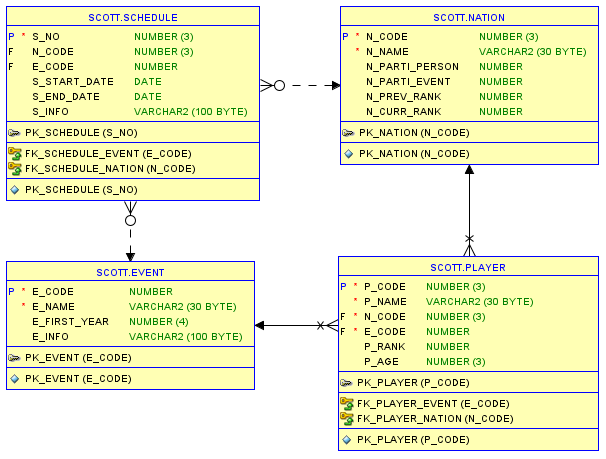 SCOTT.SCHEDULE
P * S_NO NUMBER (3)
F N_CODE NUMBER (3)
F E_CODE NUMBER
S_START_DATE DATE
S_END_DATE DATE
S_INFO VARCHAR2 (100 BYTE)
PK_SCHEDULE (S_NO)
FK_SCHEDULE_EVENT (E_CODE)
FK_SCHEDULE_NATION (N_CODE)
PK_SCHEDULE (S_NO)
SCOTT.NATION
P * N_CODE NUMBER (3)
* N_NAME VARCHAR2 (30 BYTE)
N_PARTI_PERSON NUMBER
N_PARTI_EVENT NUMBER
N_PREV_RANK NUMBER
N_CURR_RANK NUMBER
PK_NATION (N_CODE)
PK_NATION (N_CODE)
SCOTT.EVENT
P * E_CODE NUMBER
* E_NAME VARCHAR2 (30 BYTE)
E_FIRST_YEAR NUMBER (4)
E_INFO VARCHAR2 (100 BYTE)
PK_EVENT (E_CODE)
PK_EVENT (E_CODE)
SCOTT.PLAYER
P * P_CODE NUMBER (3)
* P_NAME VARCHAR2 (30 BYTE)
F * N_CODE NUMBER (3)
F * E_CODE NUMBER
P_RANK NUMBER
P_AGE NUMBER (3)
PK_PLAYER (P_CODE)
FK_PLAYER_EVENT (E_CODE)
FK_PLAYER_NATION (N_CODE)
PK_PLAYER (P_CODE)